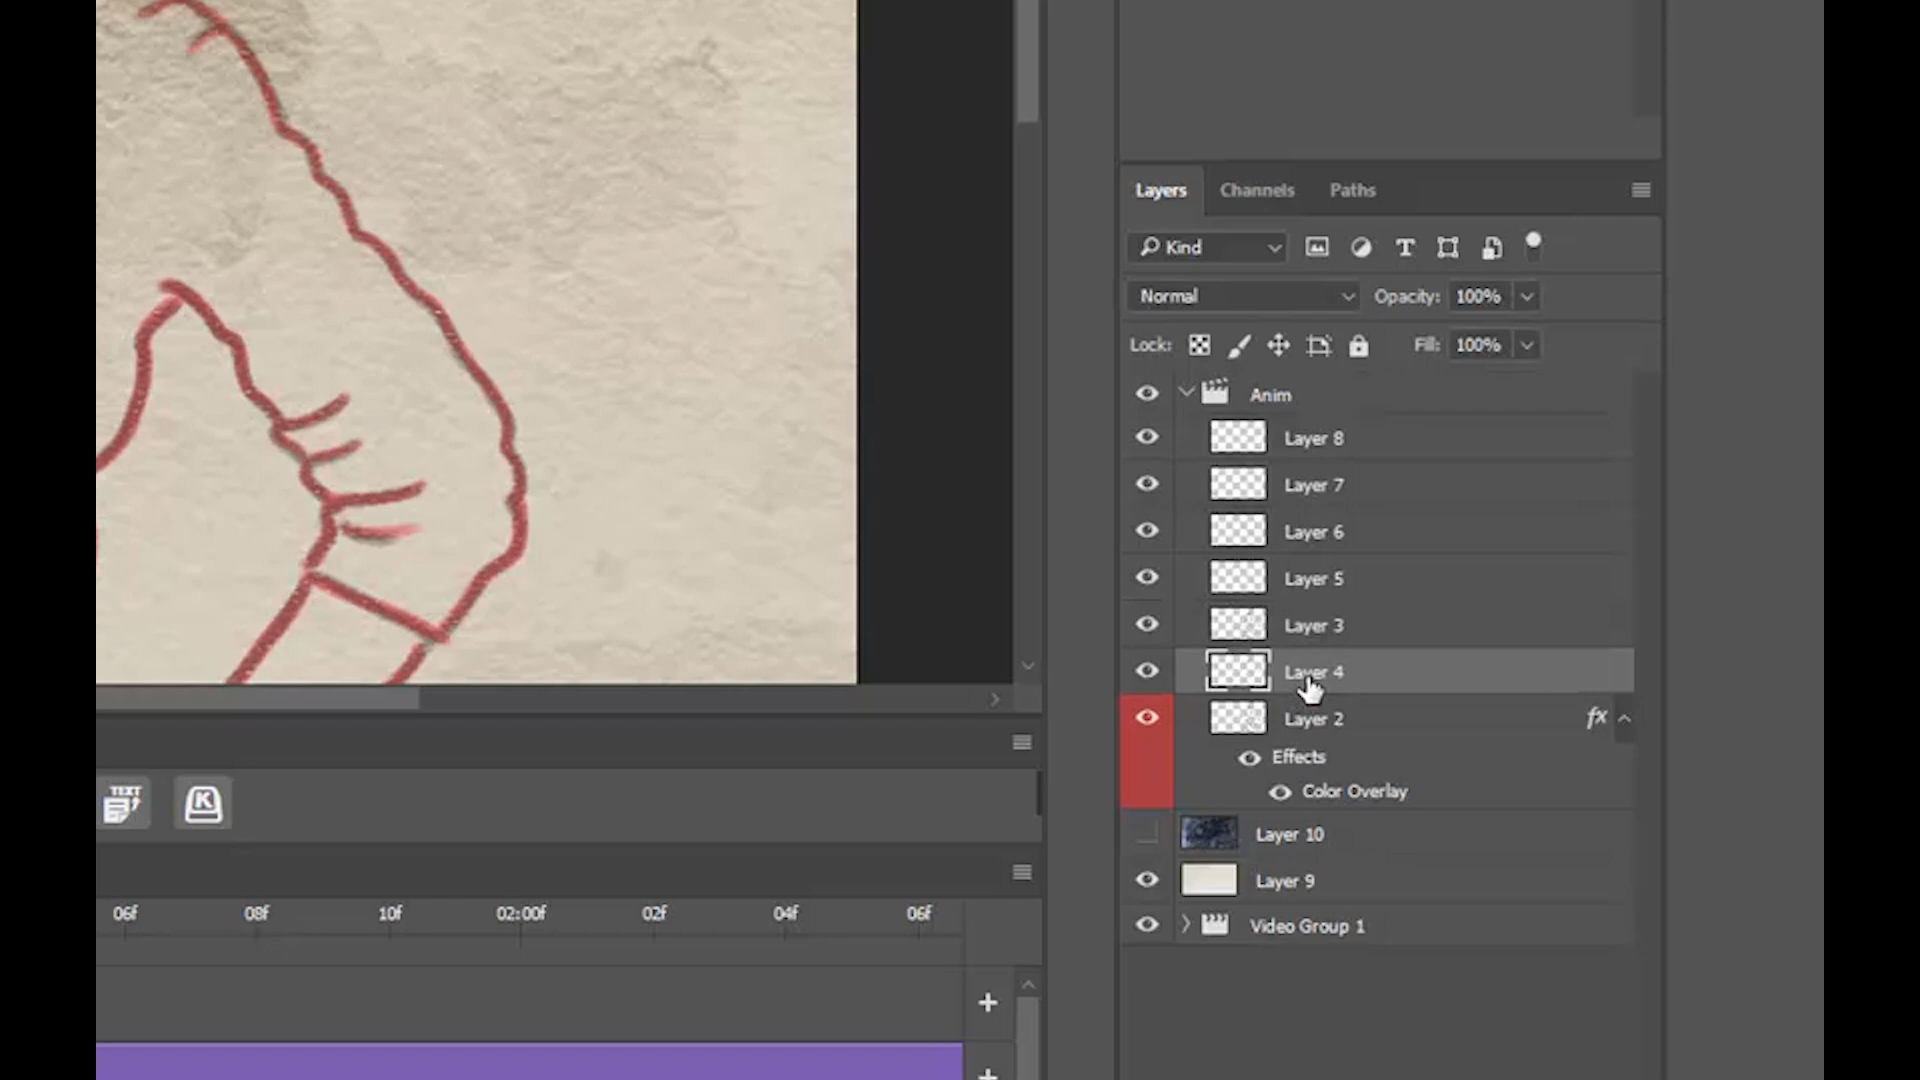 Layers Channels Paths
Kind
Normal Opacity: 100%
Lock: Fill: 100%
Anim
Layer 8
Layer 7
Layer 6
Layer 5
Layer 3
Layer 4
Layer 2 fx
Effects
Color Overlay
Layer 10
Layer 9
Video Group 1
TEXT K
06f 08f 10f 02:00f 02f 04f 06f